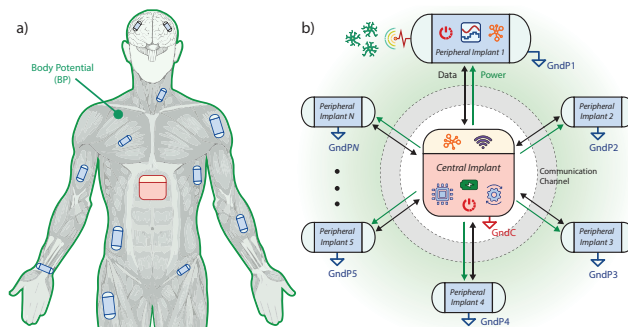 a)
Body Potential
(BP)
b)
Peripheral Implant 1
GndP1
Data
Power
Peripheral
Implant N
GndPN
Peripheral
Implant 2
GndP2
Central Implant
Communication
Channel
GndC
Peripheral
Implant 5
GndP5
Peripheral
Implant 3
GndP3
Peripheral
Implant 4
GndP4